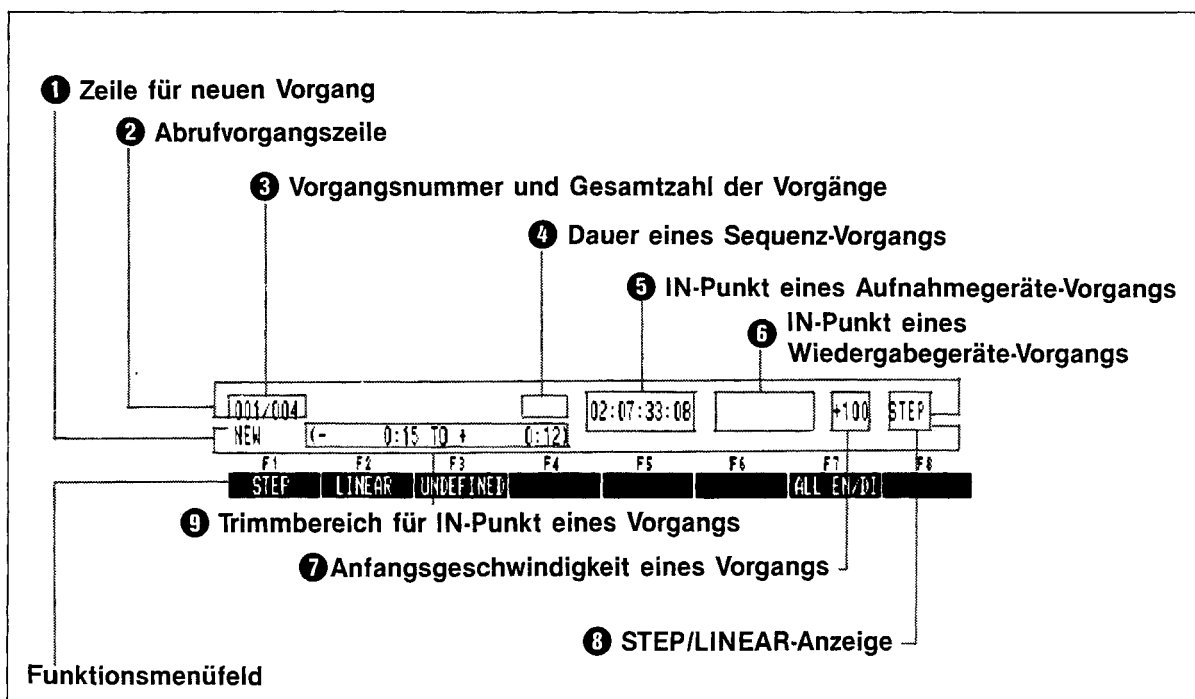 ❶ Zeile für neuen Vorgang
❷ Abrufvorgangszeile
❸ Vorgangsnummer und Gesamtzahl der Vorgänge
❹ Dauer eines Sequenz-Vorgangs
❺ IN-Punkt eines Aufnahmegeräte-Vorgangs
❻ IN-Punkt eines
Wiedergabegeräte-Vorgangs
001/004 02:07:33:08 +100 STEP
NEW (- 0:15 TO + 0:12)
F1 F2 F3 F4 F5 F6 F7 F8
STEP LINEAR UNDEFINED ALL EN/DI
❾ Trimmbereich für IN-Punkt eines Vorgangs
❼ Anfangsgeschwindigkeit eines Vorgangs
❽ STEP/LINEAR-Anzeige
Funktionsmenüfeld